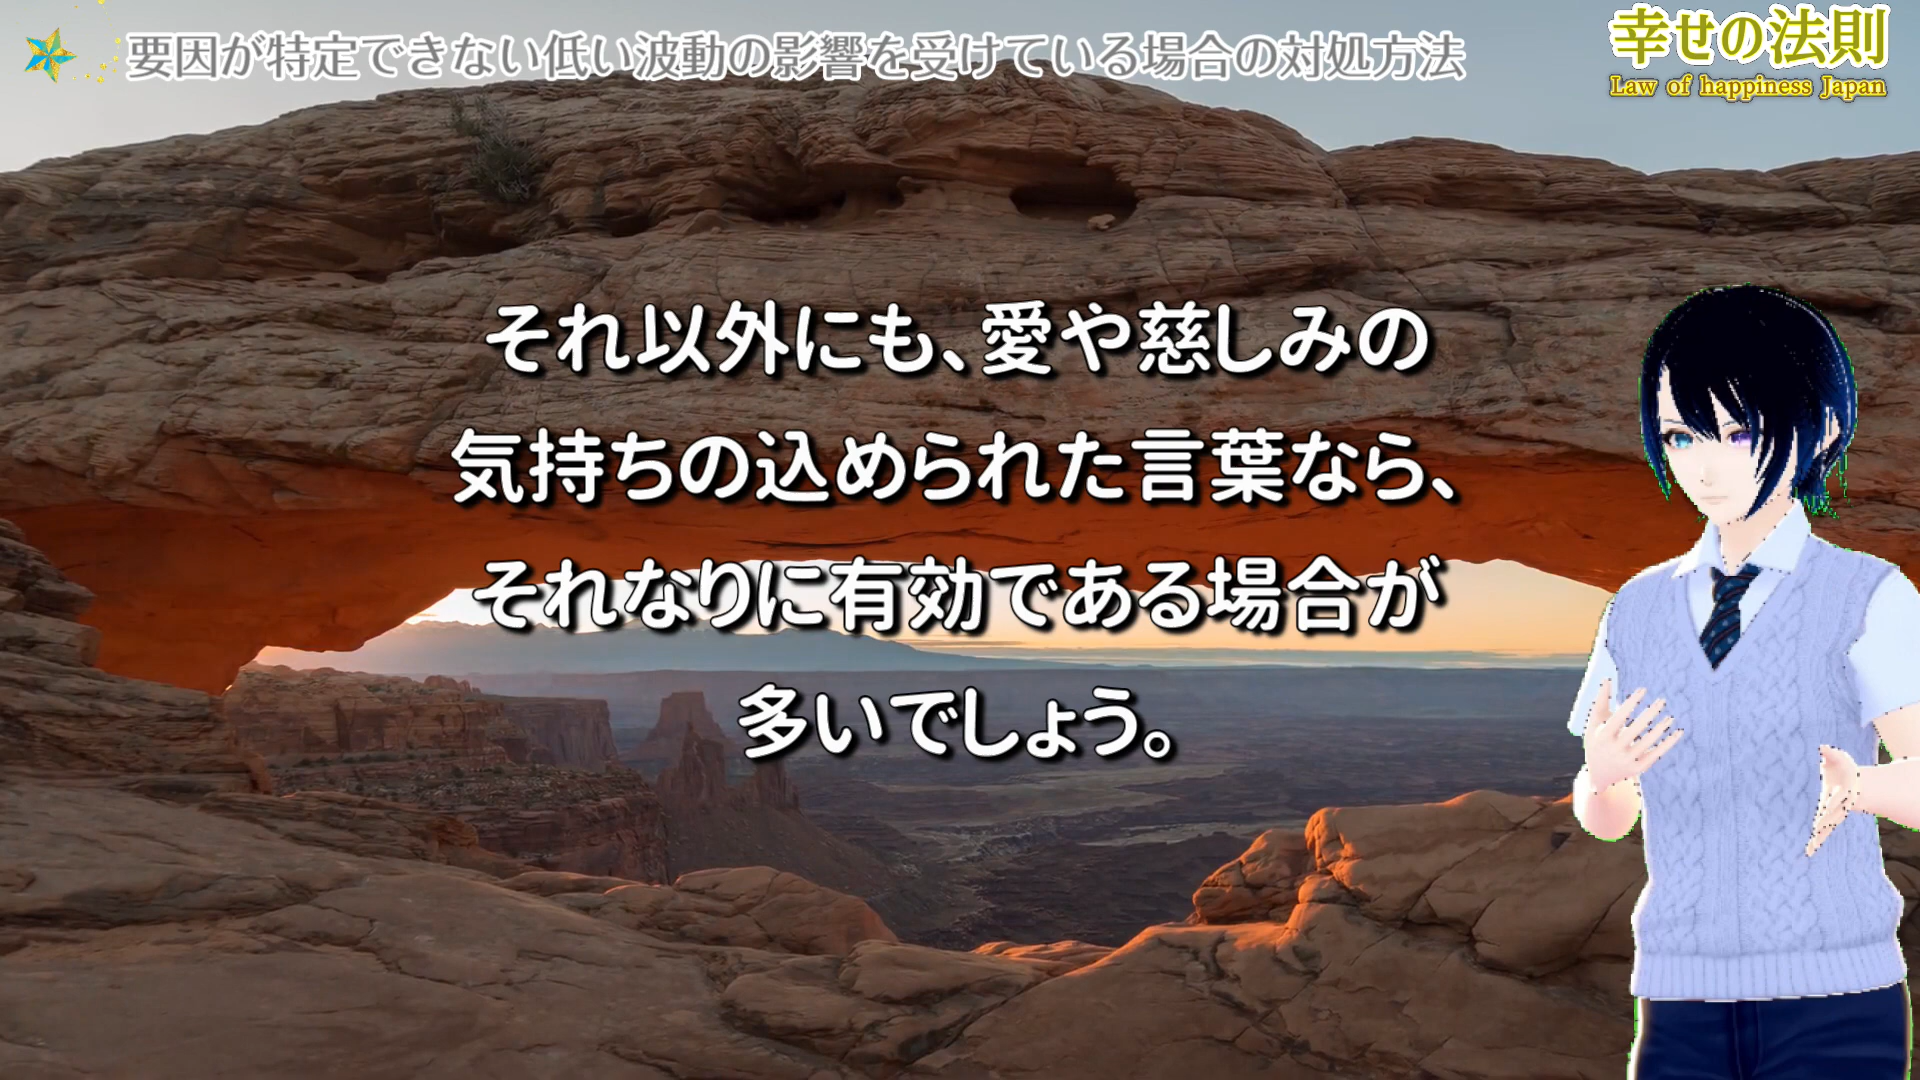 要因が特定できない低い波動の影響を受けている場合の対処方法
幸せの法則
Law of happiness Japan
それ以外にも、愛や慈しみの
気持ちの込められた言葉なら、
それなりに有効である場合が
多いでしょう。